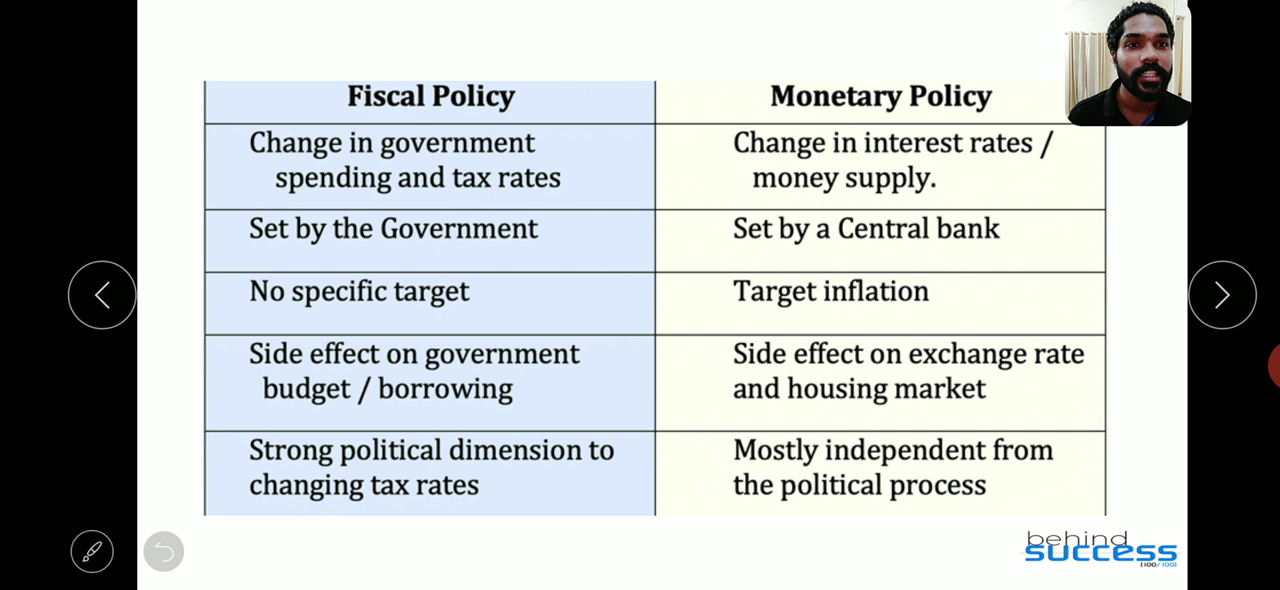 Fiscal Policy
Monetary Policy
Change in government
spending and tax rates
Change in interest rates /
money supply.
Set by the Government
Set by a Central bank
No specific target
Target inflation
Side effect on government
budget / borrowing
Side effect on exchange rate
and housing market
Strong political dimension to
changing tax rates
Mostly independent from
the political process
behind
success
[100/100]